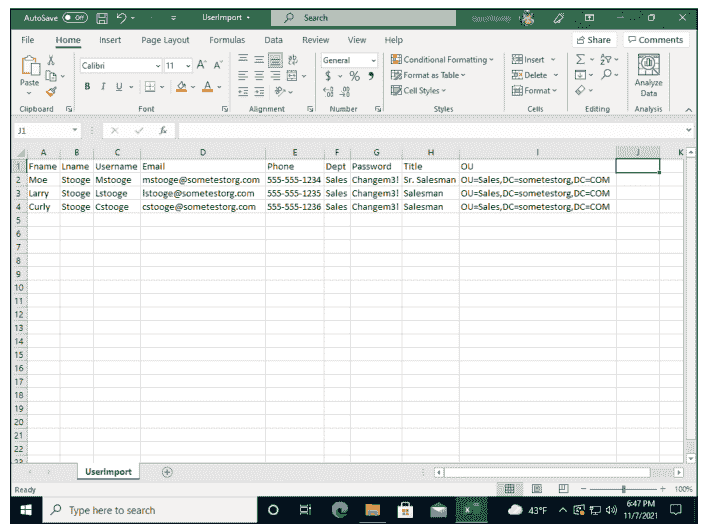 AutoSave Off UserImport Search
File Home Insert Page Layout Formulas Data Review View Help Share Comments
Paste Calibri 11 A A General Conditional Formatting Insert Analyze Data
B I U $ % 9 Format as Table Delete
Cell Styles Format
Clipboard Font Alignment Number Styles Cells Editing Analysis
J1 fx
A B C D E F G H I J K
1 Fname Lname Username Email Phone Dept Password Title OU
2 Moe Stooge Mstooge mstooge@sometestorg.com 555-555-1234 Sales Changem3! Sr. Salesman OU=Sales,DC=sometestorg,DC=COM
3 Larry Stooge Lstooge lstooge@sometestorg.com 555-555-1235 Sales Changem3! Salesman OU=Sales,DC=sometestorg,DC=COM
4 Curly Stooge Cstooge cstooge@sometestorg.com 555-555-1236 Sales Changem3! Salesman OU=Sales,DC=sometestorg,DC=COM
5
6
7
8
9
10
11
12
13
14
15
16
17
18
19
20
21
22
23
UserImport
Ready 100%
Type here to search 43°F 6:47 PM
11/7/2021